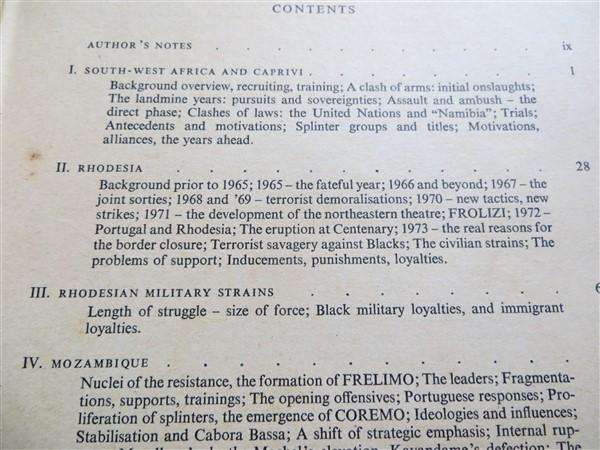 CONTENTS
AUTHOR'S NOTES . . . . . . . . . ix
I. SOUTH-WEST AFRICA AND CAPRIVI . . . . . . . 1
Background overview, recruiting, training; A clash of arms: initial onslaughts;
The landmine years: pursuits and sovereignties; Assault and ambush – the
direct phase; Clashes of laws: the United Nations and "Namibia"; Trials;
Antecedents and motivations; Splinter groups and titles; Motivations,
alliances, the years ahead.
II. RHODESIA . . . . . . . . . . 28
Background prior to 1965; 1965 – the fateful year; 1966 and beyond; 1967 – the
joint sorties; 1968 and '69 – terrorist demoralisations; 1970 – new tactics, new
strikes; 1971 – the development of the northeastern theatre; FROLIZI; 1972 –
Portugal and Rhodesia; The eruption at Centenary; 1973 – the real reasons for
the border closure; Terrorist savagery against Blacks; The civilian strains; The
problems of support; Inducements, punishments, loyalties.
III. RHODESIAN MILITARY STRAINS . . . . . . .
Length of struggle – size of force; Black military loyalties, and immigrant
loyalties.
IV. MOZAMBIQUE . . . . . . . . . .
Nuclei of the resistance, the formation of FRELIMO; The leaders; Fragmenta-
tions, supports, trainings; The opening offensives; Portuguese responses; Pro-
liferation of splinters, the emergence of COREMO; Ideologies and influences;
Stabilisation and Cabora Bassa; A shift of strategic emphasis; Internal rup-
Machel's elevation, Kavandama's defection; The